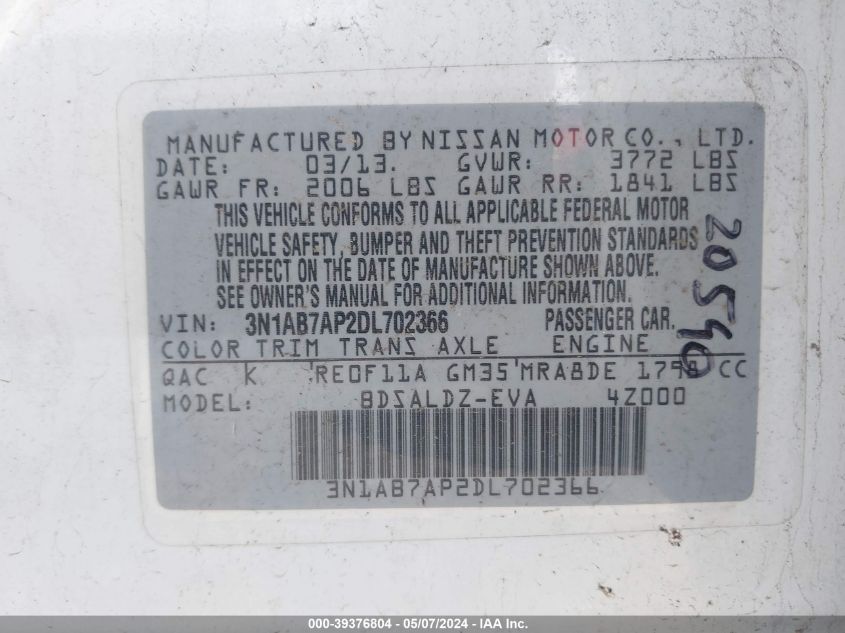 MANUFACTURED BY NISSAN MOTOR CO., LTD.
DATE: 03/13. GVWR: 3772 LBS
GAWR FR: 2006 LBS GAWR RR: 1841 LBS
THIS VEHICLE CONFORMS TO ALL APPLICABLE FEDERAL MOTOR
VEHICLE SAFETY, BUMPER AND THEFT PREVENTION STANDARDS
IN EFFECT ON THE DATE OF MANUFACTURE SHOWN ABOVE.
SEE OWNER'S MANUAL FOR ADDITIONAL INFORMATION.
VIN: 3N1AB7AP2DL702366 PASSENGER CAR.
COLOR TRIM TRANS AXLE ENGINE
QAC K RE0F11A GM35 MRA8DE 1798 CC
MODEL: BDSALDZ-EVA 4Z000
3N1AB7AP2DL702366
20540
000-39376804 - 05/07/2024 - IAA Inc.